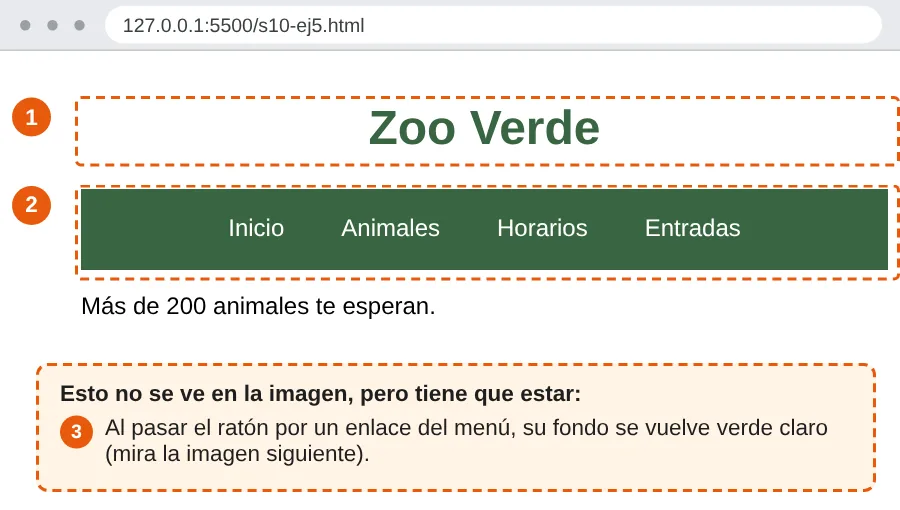 127.0.0.1:5500/s10-ej5.html
1
Zoo Verde
2
Inicio Animales Horarios Entradas
Más de 200 animales te esperan.
Esto no se ve en la imagen, pero tiene que estar:
3 Al pasar el ratón por un enlace del menú, su fondo se vuelve verde claro
(mira la imagen siguiente).